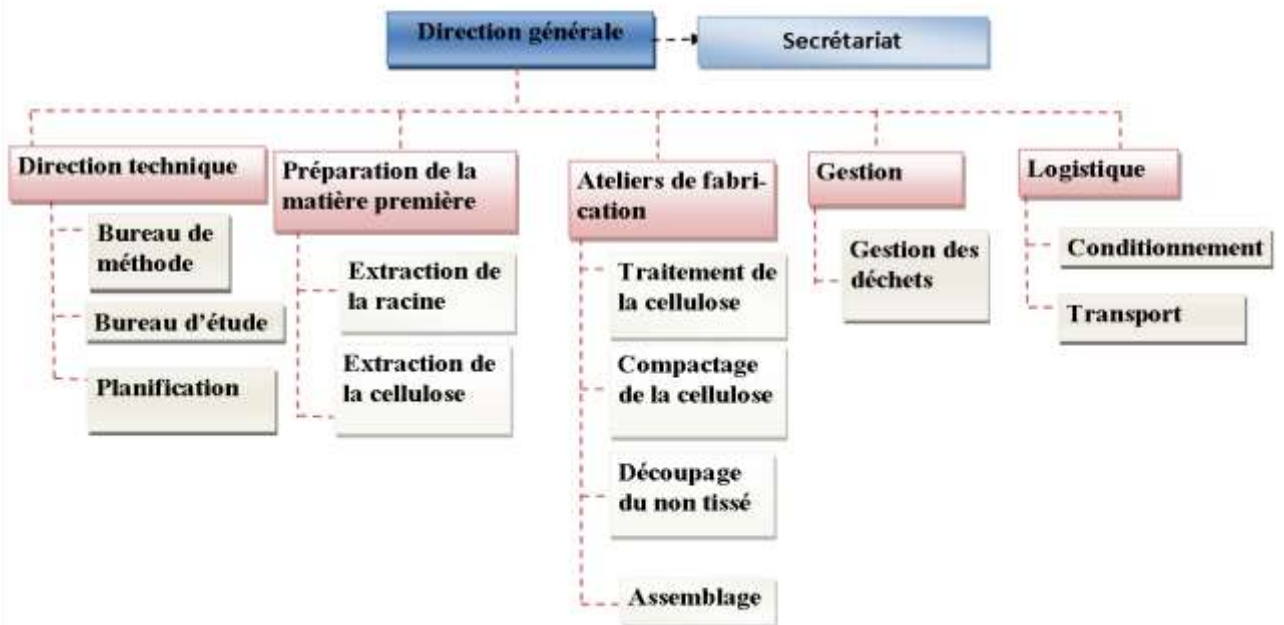 Direction générale
Secrétariat
Direction technique
Bureau de
méthode
Bureau d'étude
Planification
Préparation de la
matière première
Extraction de
la racine
Extraction de
la cellulose
Ateliers de fabri-
cation
Traitement de
la cellulose
Compactage
de la cellulose
Découpage
du non tissé
Assemblage
Gestion
Gestion des
déchets
Logistique
Conditionnement
Transport